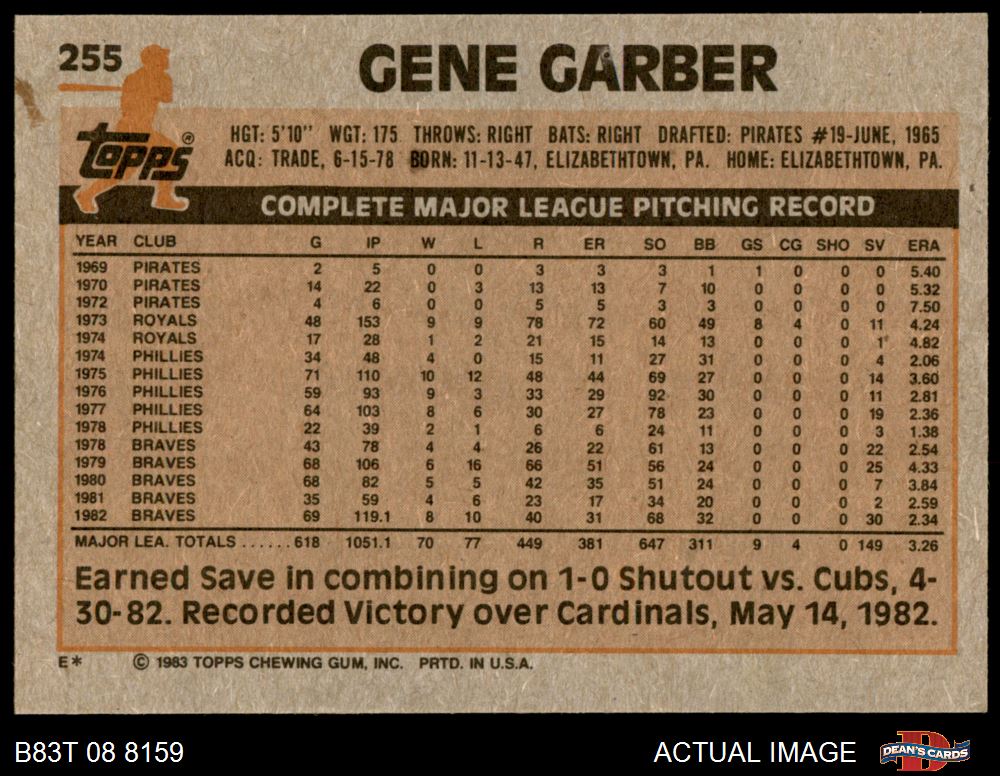 255
GENE GARBER
TOPPS®
HGT: 5'10" WGT: 175 THROWS: RIGHT BATS: RIGHT DRAFTED: PIRATES #19-JUNE, 1965
ACQ: TRADE, 6-15-78 BORN: 11-13-47, ELIZABETHTOWN, PA. HOME: ELIZABETHTOWN, PA.
COMPLETE MAJOR LEAGUE PITCHING RECORD
YEAR CLUB G IP W L R ER SO BB GS CG SHO SV ERA
1969 PIRATES 2 5 0 0 3 3 3 1 1 0 0 0 5.40
1970 PIRATES 14 22 0 3 13 13 7 10 0 0 0 0 5.32
1972 PIRATES 4 6 0 0 5 5 3 3 0 0 0 0 7.50
1973 ROYALS 48 153 9 9 78 72 60 49 8 4 0 11 4.24
1974 ROYALS 17 28 1 2 21 15 14 13 0 0 0 1 4.82
1974 PHILLIES 34 48 4 0 15 11 27 31 0 0 0 4 2.06
1975 PHILLIES 71 110 10 12 48 44 69 27 0 0 0 14 3.60
1976 PHILLIES 59 93 9 3 33 29 92 30 0 0 0 11 2.81
1977 PHILLIES 64 103 8 6 30 27 78 23 0 0 0 19 2.36
1978 PHILLIES 22 39 2 1 6 6 24 11 0 0 0 3 1.38
1978 BRAVES 43 78 4 4 26 22 61 13 0 0 0 22 2.54
1979 BRAVES 68 106 6 16 66 51 56 24 0 0 0 25 4.33
1980 BRAVES 68 82 5 5 42 35 51 24 0 0 0 7 3.84
1981 BRAVES 35 59 4 6 23 17 34 20 0 0 0 2 2.59
1982 BRAVES 69 119.1 8 10 40 31 68 32 0 0 0 30 2.34
MAJOR LEA. TOTALS ......618 1051.1 70 77 449 381 647 311 9 4 0 149 3.26
Earned Save in combining on 1-0 Shutout vs. Cubs, 4-
30-82. Recorded Victory over Cardinals, May 14, 1982.
E* © 1983 TOPPS CHEWING GUM, INC. PRTD. IN U.S.A.
B83T 08 8159 ACTUAL IMAGE D DEAN'S CARDS